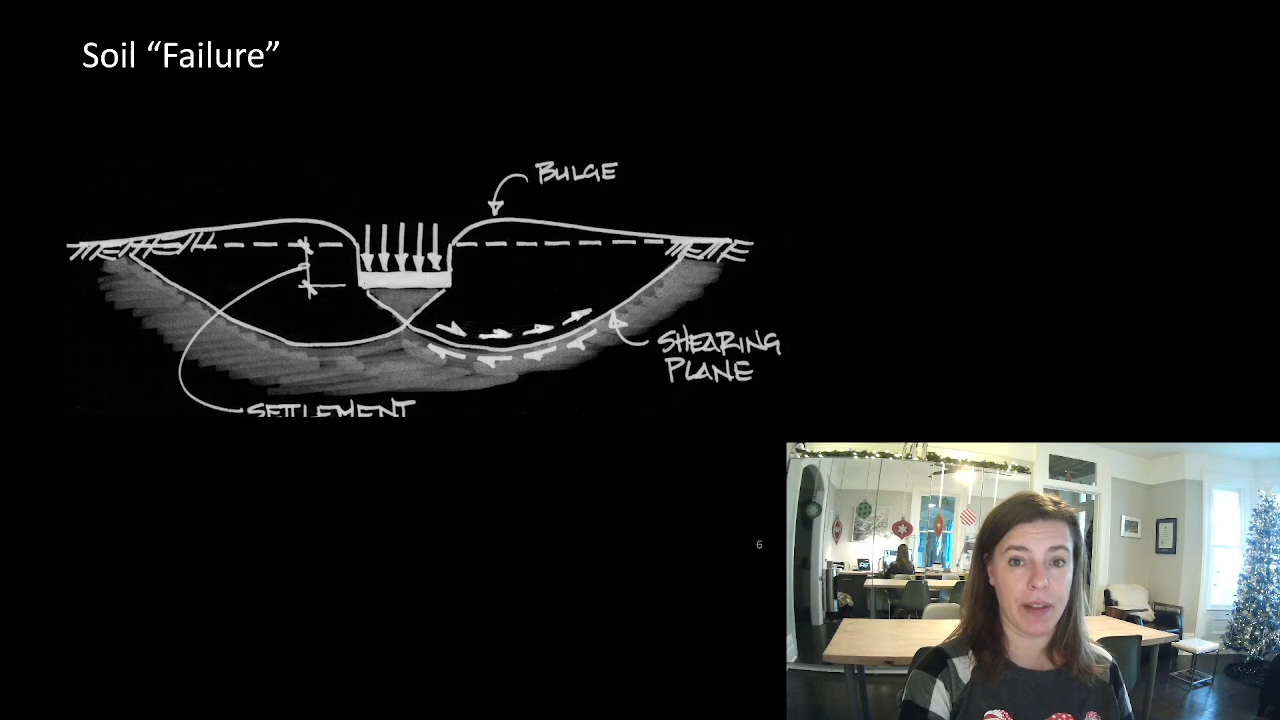 Soil “Failure”
BULGE
SHEARING
PLANE
SETTLEMENT
6